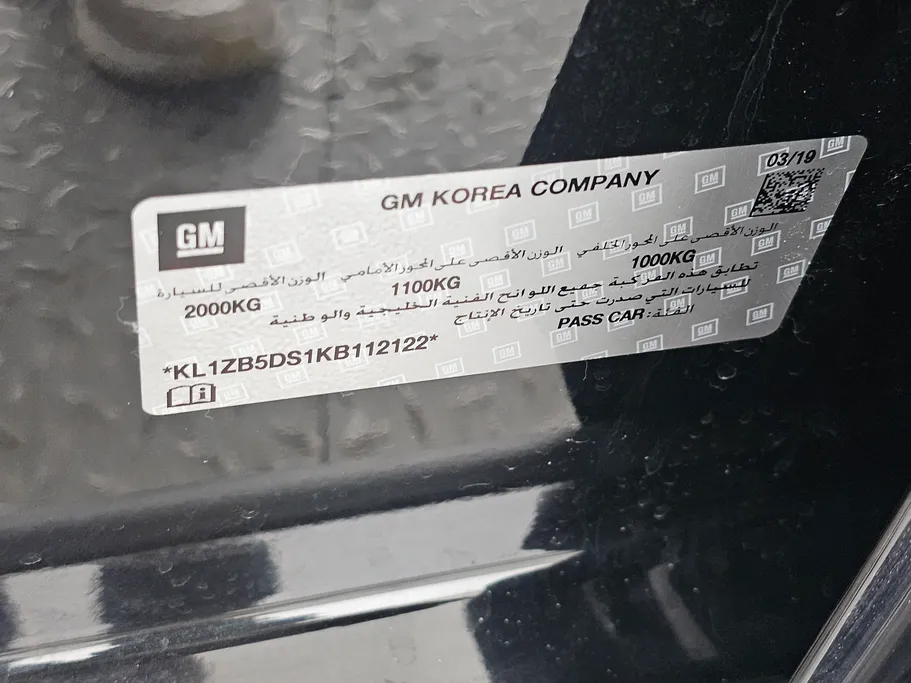 03/19
GM KOREA COMPANY
GM
الوزن الأقصى للسيارة الوزن الأقصى على المحور الأمامي الوزن الأقصى على المحور الخلفي
2000KG 1100KG 1000KG
تطابق هذه المركبة جميع اللوائح الفنية الخليجية والوطنية
للسيارات التي صدرت حتى تاريخ الإنتاج
الفئة: PASS CAR
*KL1ZB5DS1KB112122*